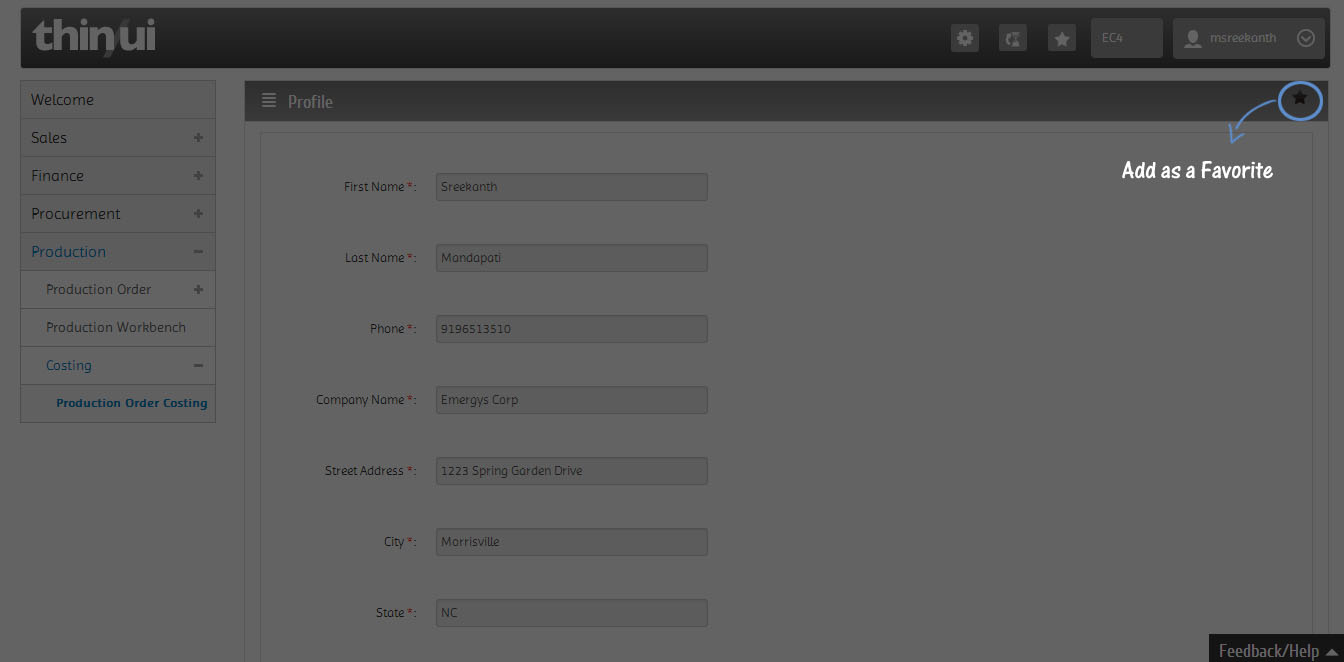 thinui
EC4
msreekanth
Welcome
Sales
Finance
Procurement
Production
Production Order
Production Workbench
Costing
Production Order Costing
Profile
Add as a Favorite
First Name *: Sreekanth
Last Name *: Mandapati
Phone *: 9196513510
Company Name *: Emergys Corp
Street Address *: 1223 Spring Garden Drive
City *: Morrisville
State *: NC
Feedback/Help